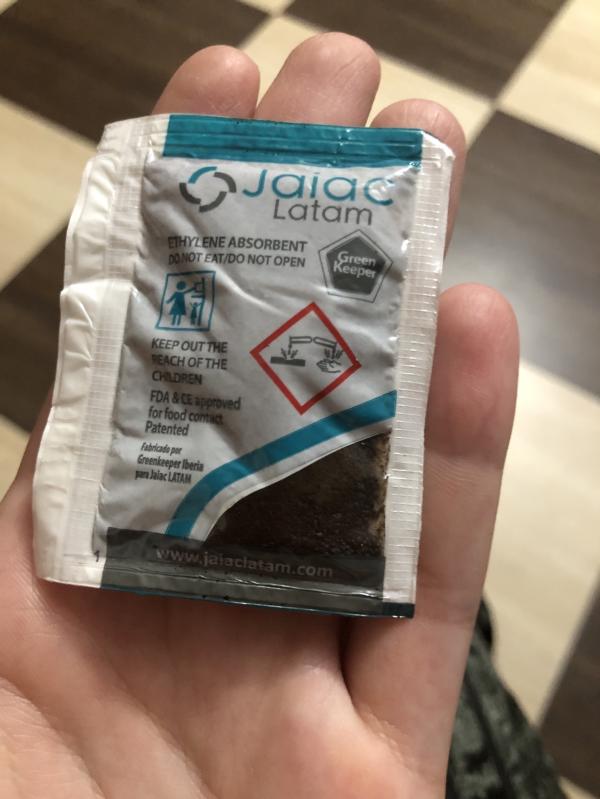 Jaiac
Latam
ETHYLENE ABSORBENT
DO NOT EAT/DO NOT OPEN
Green
Keeper
KEEP OUT THE
REACH OF THE
CHILDREN
FDA & CE approved
for food contact
Patented
Fabricado por
Greenkeeper Iberia
para Jaiac LATAM
1
www.jaiaclatam.com